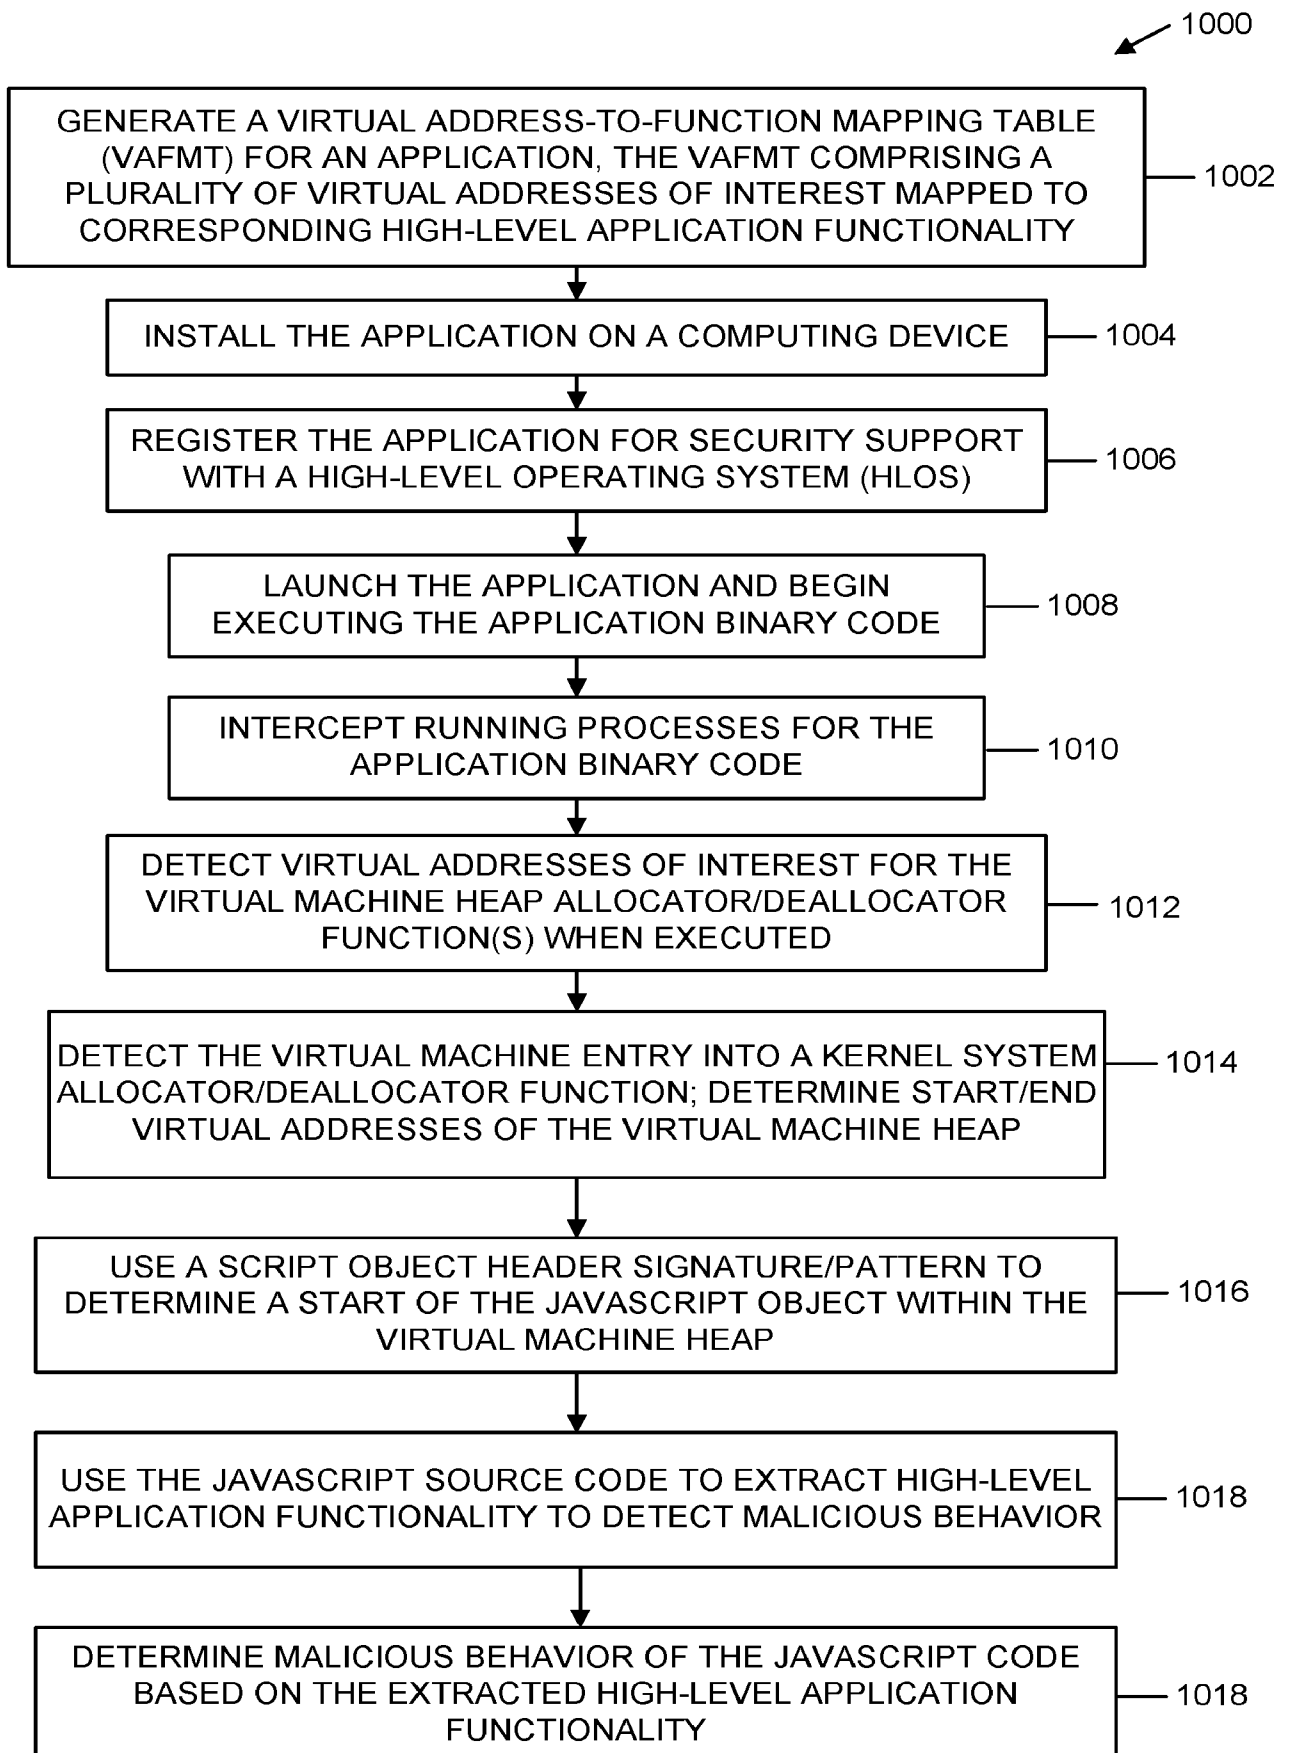 1000
GENERATE A VIRTUAL ADDRESS-TO-FUNCTION MAPPING TABLE
(VAFMT) FOR AN APPLICATION, THE VAFMT COMPRISING A
PLURALITY OF VIRTUAL ADDRESSES OF INTEREST MAPPED TO
CORRESPONDING HIGH-LEVEL APPLICATION FUNCTIONALITY
1002
INSTALL THE APPLICATION ON A COMPUTING DEVICE
1004
REGISTER THE APPLICATION FOR SECURITY SUPPORT
WITH A HIGH-LEVEL OPERATING SYSTEM (HLOS)
1006
LAUNCH THE APPLICATION AND BEGIN
EXECUTING THE APPLICATION BINARY CODE
1008
INTERCEPT RUNNING PROCESSES FOR THE
APPLICATION BINARY CODE
1010
DETECT VIRTUAL ADDRESSES OF INTEREST FOR THE
VIRTUAL MACHINE HEAP ALLOCATOR/DEALLOCATOR
FUNCTION(S) WHEN EXECUTED
1012
DETECT THE VIRTUAL MACHINE ENTRY INTO A KERNEL SYSTEM
ALLOCATOR/DEALLOCATOR FUNCTION; DETERMINE START/END
VIRTUAL ADDRESSES OF THE VIRTUAL MACHINE HEAP
1014
USE A SCRIPT OBJECT HEADER SIGNATURE/PATTERN TO
DETERMINE A START OF THE JAVASCRIPT OBJECT WITHIN THE
VIRTUAL MACHINE HEAP
1016
USE THE JAVASCRIPT SOURCE CODE TO EXTRACT HIGH-LEVEL
APPLICATION FUNCTIONALITY TO DETECT MALICIOUS BEHAVIOR
1018
DETERMINE MALICIOUS BEHAVIOR OF THE JAVASCRIPT CODE
BASED ON THE EXTRACTED HIGH-LEVEL APPLICATION
FUNCTIONALITY
1018